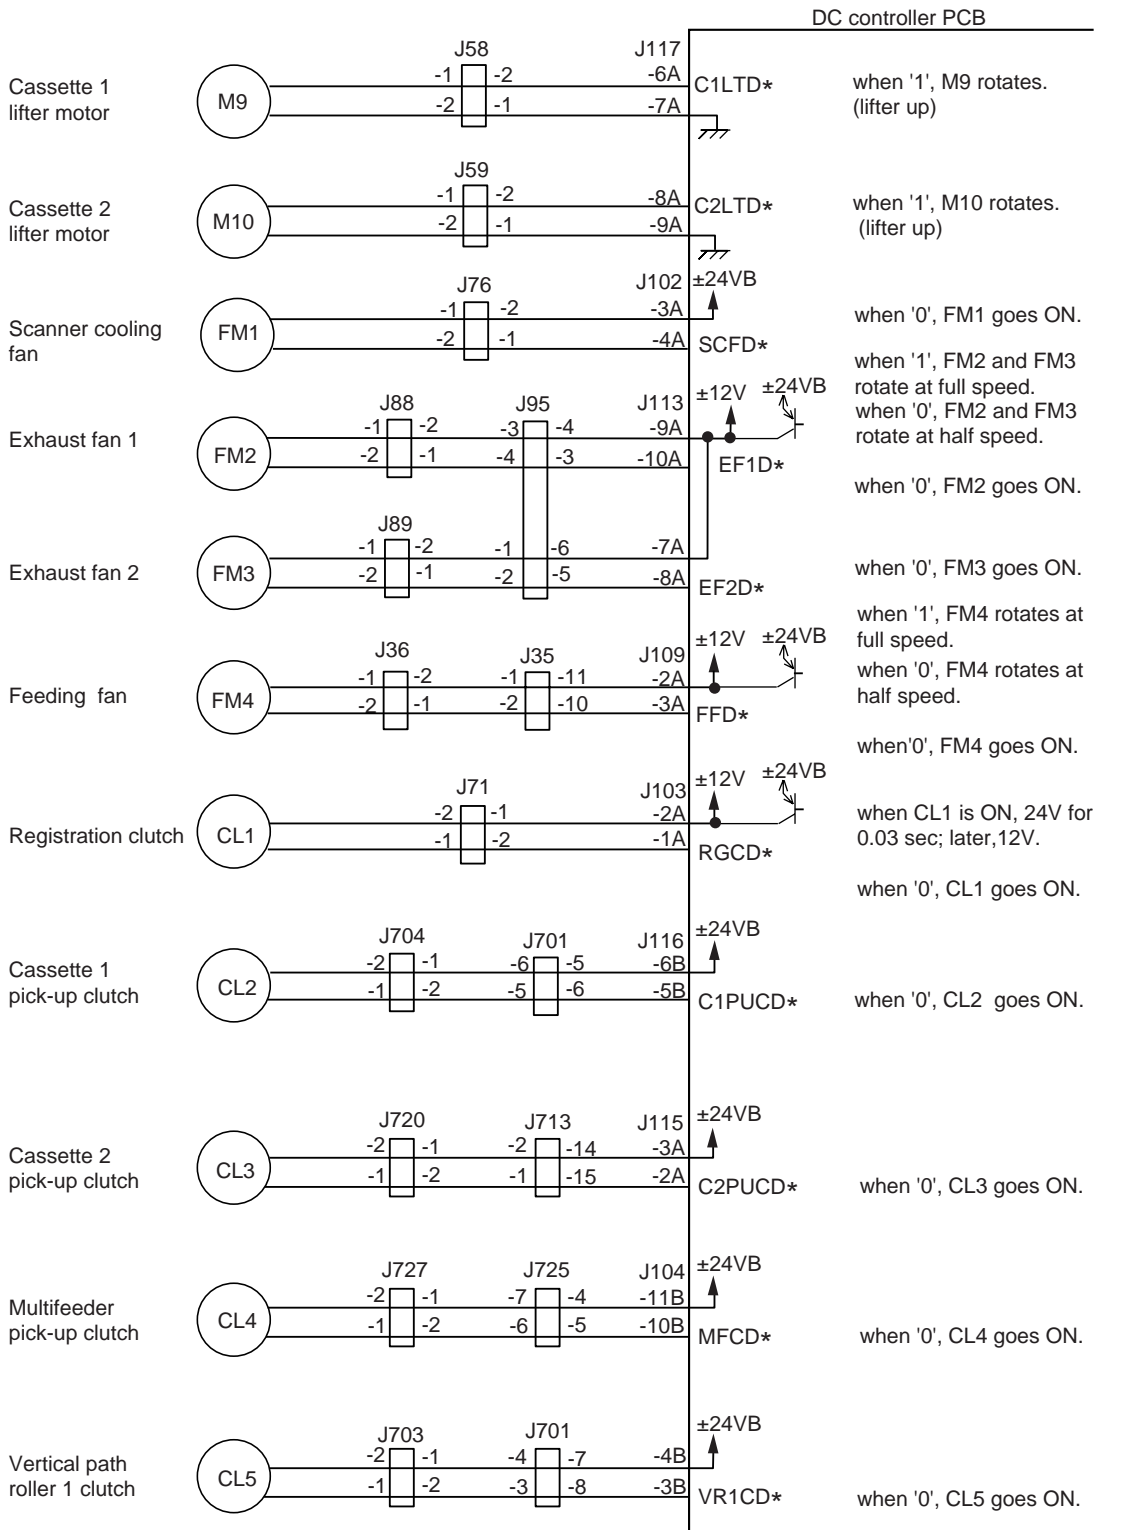 DC controller PCB
J58 J117
Cassette 1
lifter motor
M9
-1 -2 -6A C1LTD*
-2 -1 -7A
when '1', M9 rotates.
(lifter up)
J59
Cassette 2
lifter motor
M10
-1 -2 -8A C2LTD*
-2 -1 -9A
when '1', M10 rotates.
(lifter up)
J76 J102 ±24VB
Scanner cooling
fan
FM1
-1 -2 -3A
-2 -1 -4A SCFD*
when '0', FM1 goes ON.
when '1', FM2 and FM3
rotate at full speed.
when '0', FM2 and FM3
rotate at half speed.
J88 J95 J113 ±12V ±24VB
Exhaust fan 1
FM2
-1 -2 -3 -4 -9A
-2 -1 -4 -3 -10A EF1D*
when '0', FM2 goes ON.
J89
Exhaust fan 2
FM3
-1 -2 -1 -6 -7A
-2 -1 -2 -5 -8A EF2D*
when '0', FM3 goes ON.
when '1', FM4 rotates at
full speed.
when '0', FM4 rotates at
half speed.
J36 J35 J109 ±12V ±24VB
Feeding fan
FM4
-1 -2 -1 -11 -2A
-2 -1 -2 -10 -3A FFD*
when'0', FM4 goes ON.
J71 J103 ±12V ±24VB
Registration clutch
CL1
-2 -1 -2A
-1 -2 -1A RGCD*
when CL1 is ON, 24V for
0.03 sec; later,12V.
when '0', CL1 goes ON.
J704 J701 J116 ±24VB
Cassette 1
pick-up clutch
CL2
-2 -1 -6 -5 -6B
-1 -2 -5 -6 -5B C1PUCD*
when '0', CL2 goes ON.
J720 J713 J115 ±24VB
Cassette 2
pick-up clutch
CL3
-2 -1 -2 -14 -3A
-1 -2 -1 -15 -2A C2PUCD*
when '0', CL3 goes ON.
J727 J725 J104 ±24VB
Multifeeder
pick-up clutch
CL4
-2 -1 -7 -4 -11B
-1 -2 -6 -5 -10B MFCD*
when '0', CL4 goes ON.
J703 J701 ±24VB
Vertical path
roller 1 clutch
CL5
-2 -1 -4 -7 -4B
-1 -2 -3 -8 -3B VR1CD*
when '0', CL5 goes ON.